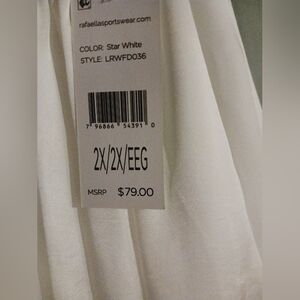 rafaellasportswear.com
COLOR: Star White
STYLE: LRWFD036
7 96866 54391 0
2X/2X/EEG
MSRP $79.00